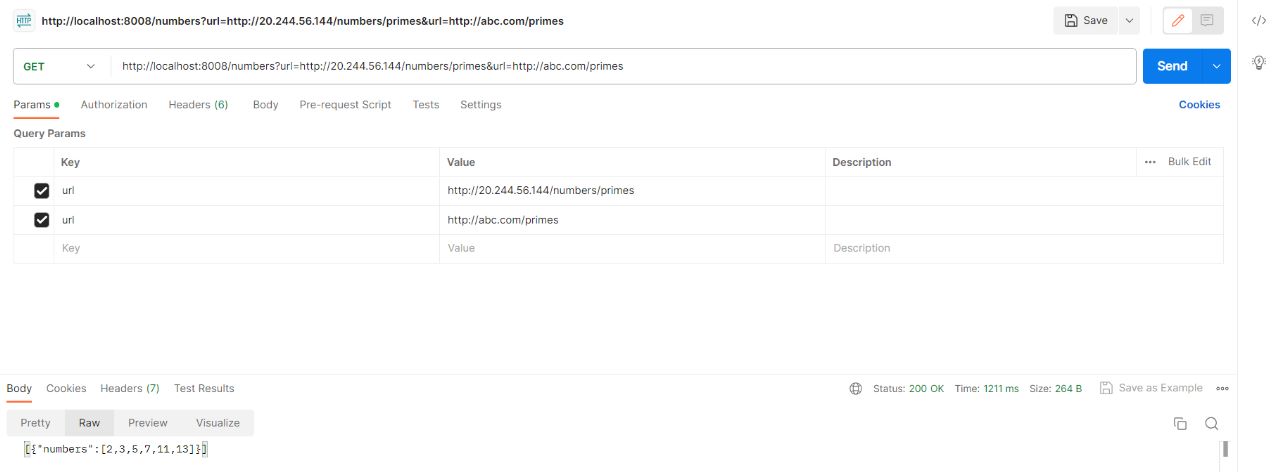 HTTP http://localhost:8008/numbers?url=http://20.244.56.144/numbers/primes&url=http://abc.com/primes Save
GET http://localhost:8008/numbers?url=http://20.244.56.144/numbers/primes&url=http://abc.com/primes Send
Params Authorization Headers (6) Body Pre-request Script Tests Settings Cookies
Query Params
Key Value Description Bulk Edit
url http://20.244.56.144/numbers/primes
url http://abc.com/primes
Key Value Description
Body Cookies Headers (7) Test Results Status: 200 OK Time: 1211 ms Size: 264 B Save as Example
Pretty Raw Preview Visualize
[{"numbers":[2,3,5,7,11,13]}]